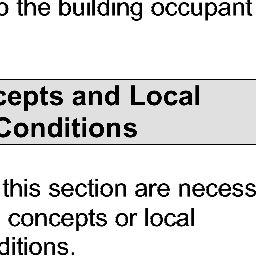 o the building occupant
cepts and Local
Conditions
this section are necess
concepts or local
ditions.